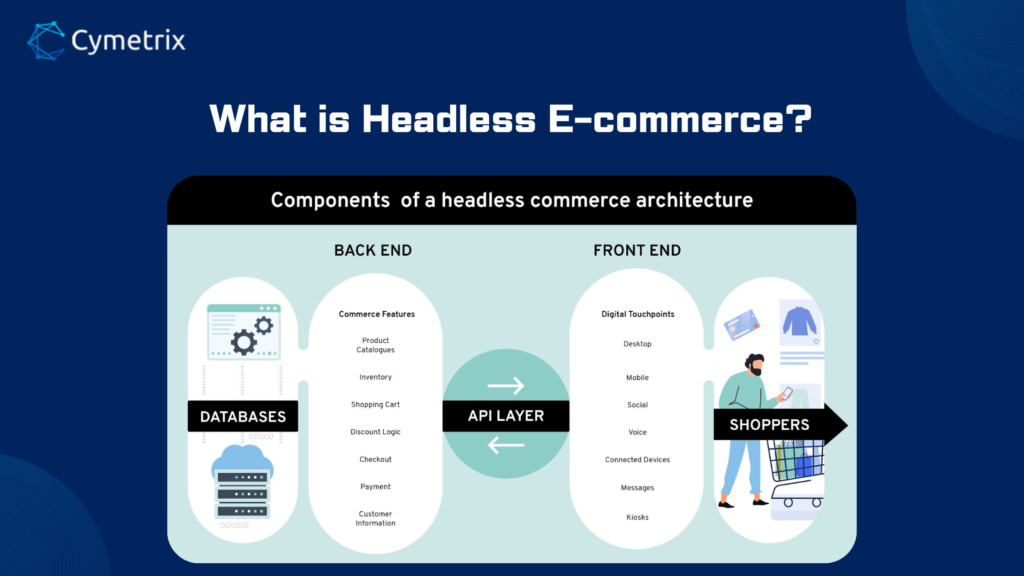 Cymetrix
What is Headless E-commerce?
Components of a headless commerce architecture
BACK END
FRONT END
DATABASES
011000
0010101
Commerce Features
Product
Catalogues
Inventory
Shopping Cart
Discount Logic
Checkout
Payment
Customer
Information
API LAYER
Digital Touchpoints
Desktop
Mobile
Social
Voice
Connected Devices
Messages
Kiosks
SHOPPERS